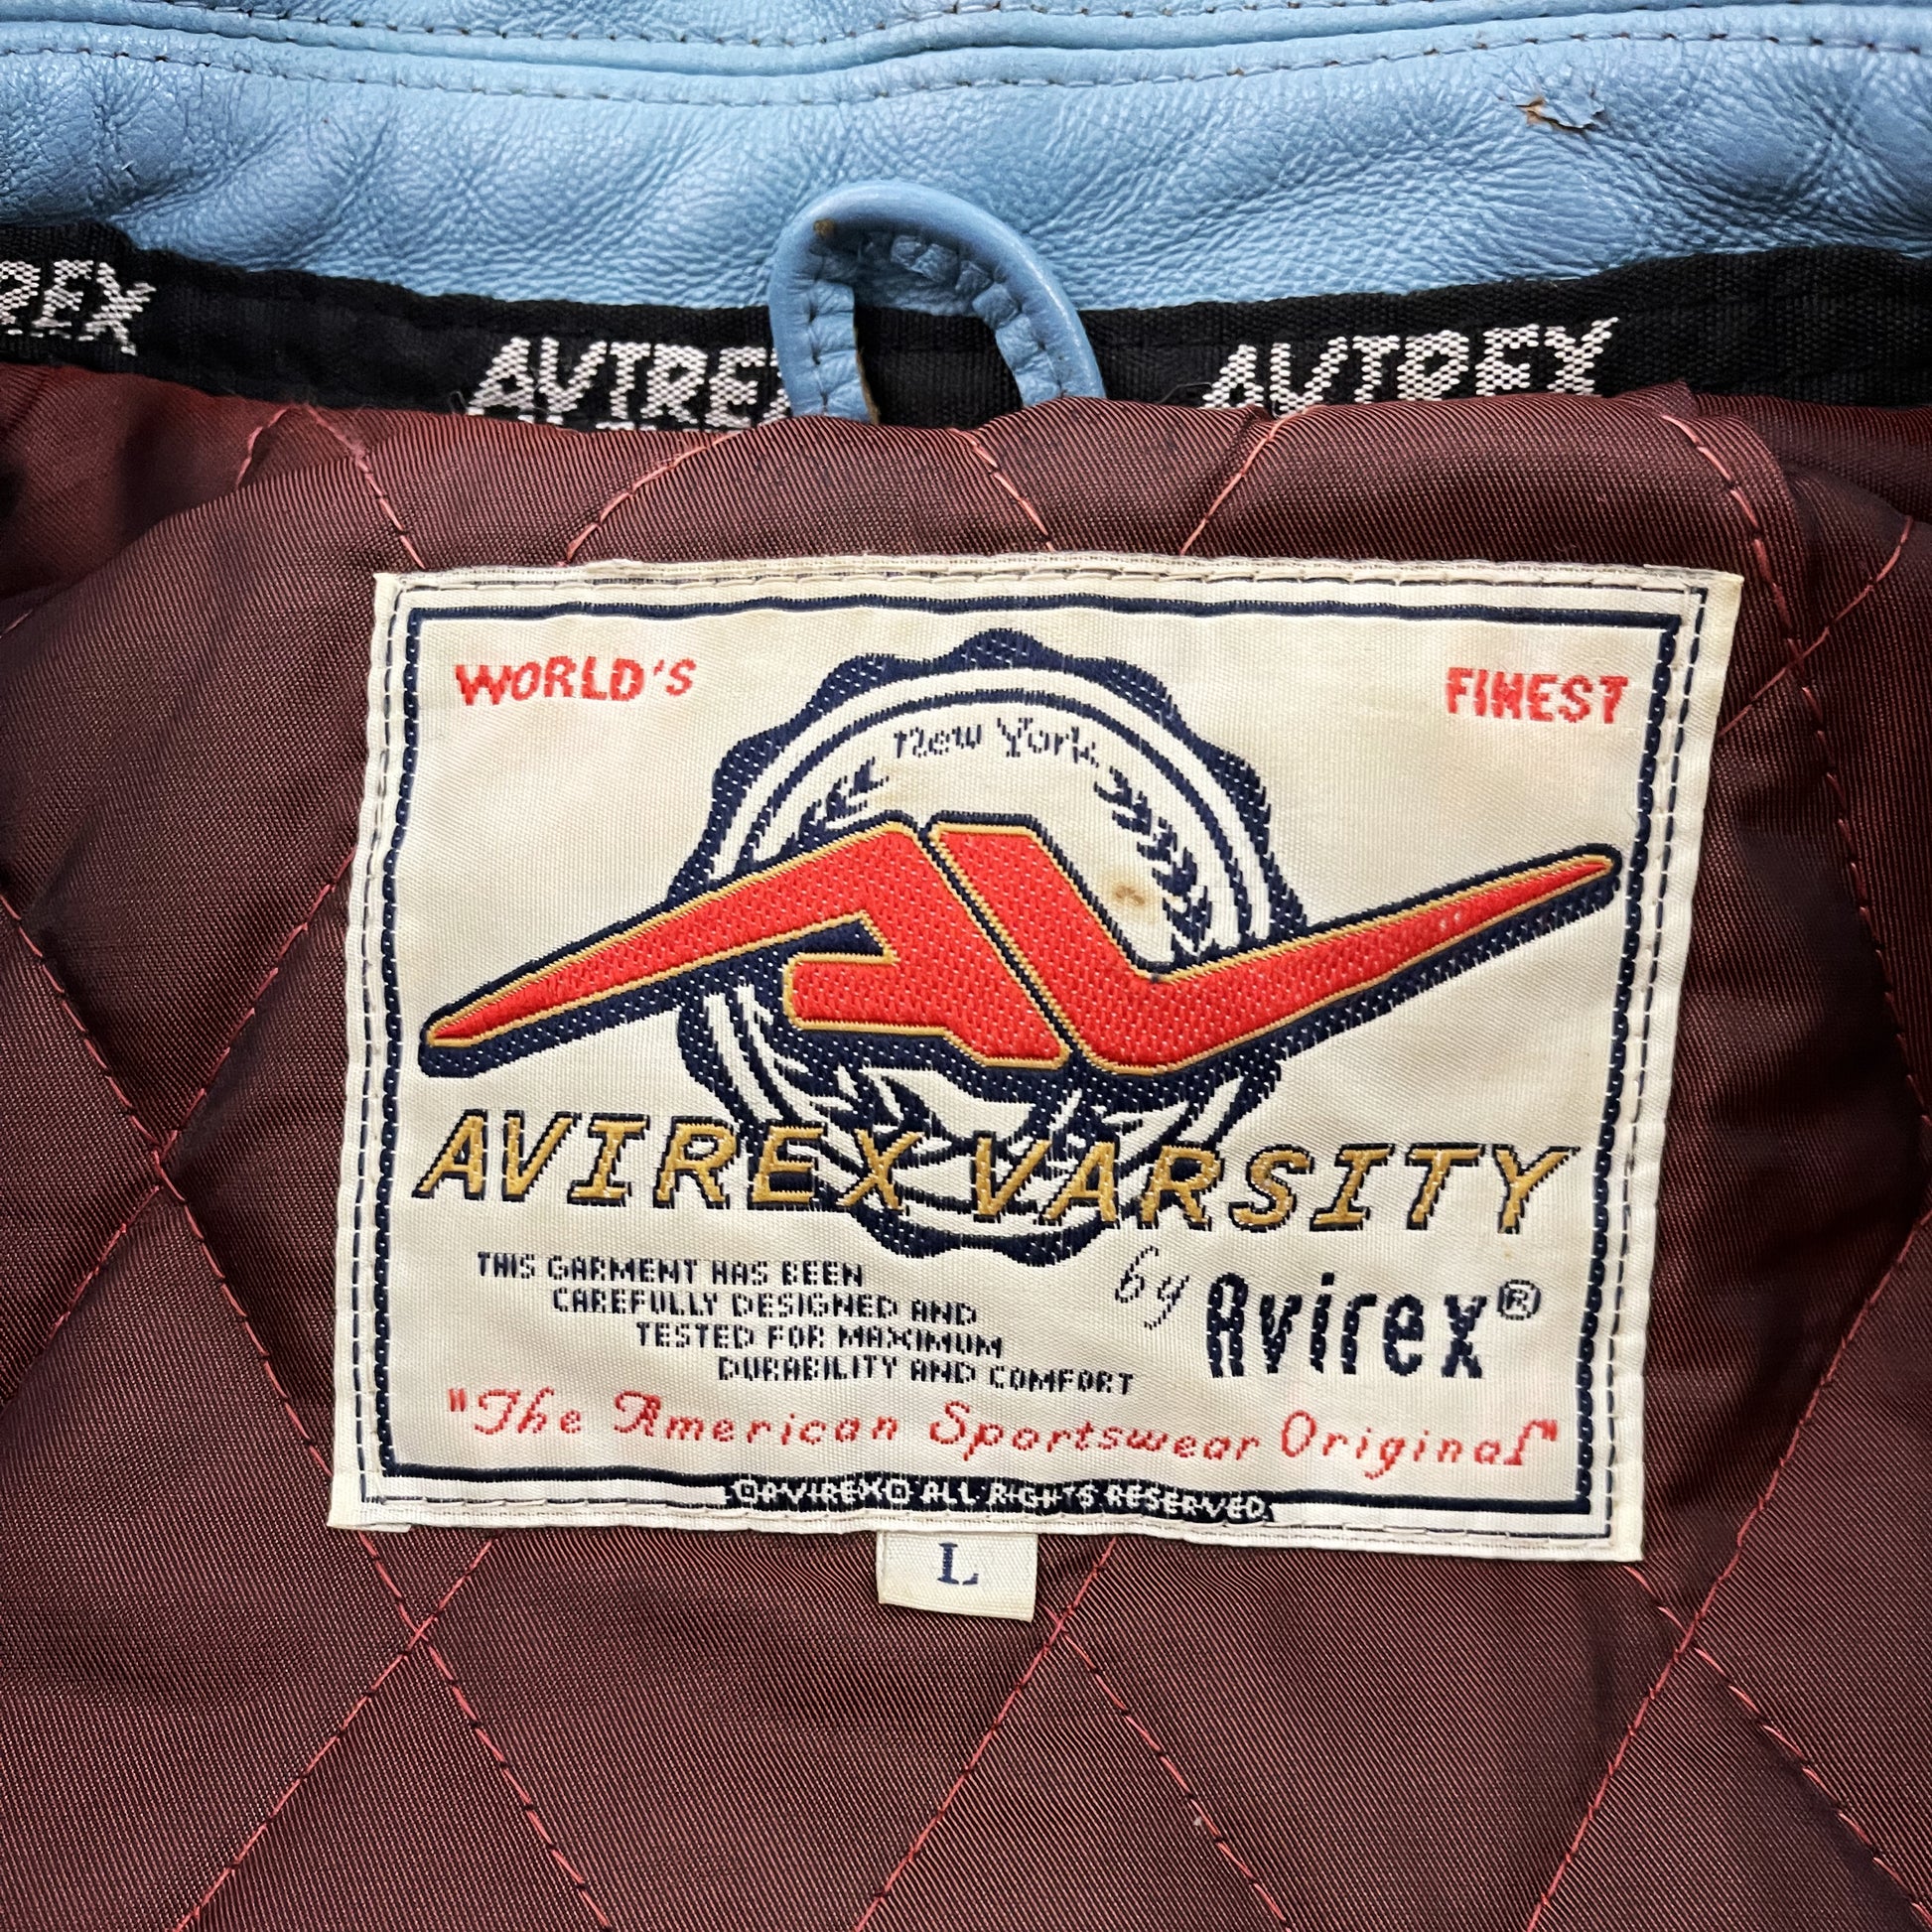 REX
AVIREX
AVIREX
WORLD'S
FINEST
New York
AVIREX VARSITY
THIS GARMENT HAS BEEN
CAREFULLY DESIGNED AND
TESTED FOR MAXIMUM
DURABILITY AND COMFORT
by Avirex®
"The American Sportswear Original"
©AVIREX© ALL RIGHTS RESERVED.
L